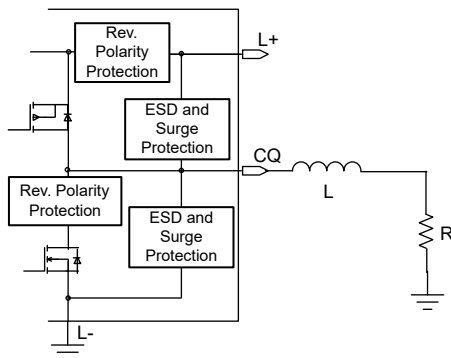 Rev.
Polarity
Protection
L+
ESD and
Surge
Protection
CQ
L
Rev. Polarity
Protection
ESD and
Surge
Protection
R
L-